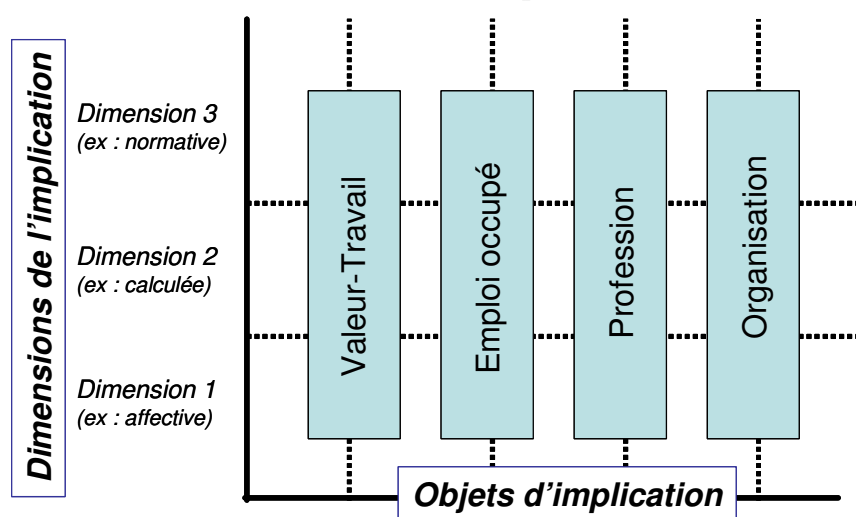 Dimensions de l'implication
Dimension 3
(ex : normative)
Dimension 2
(ex : calculée)
Dimension 1
(ex : affective)
Valeur-Travail
Emploi occupé
Profession
Organisation
Objets d'implication